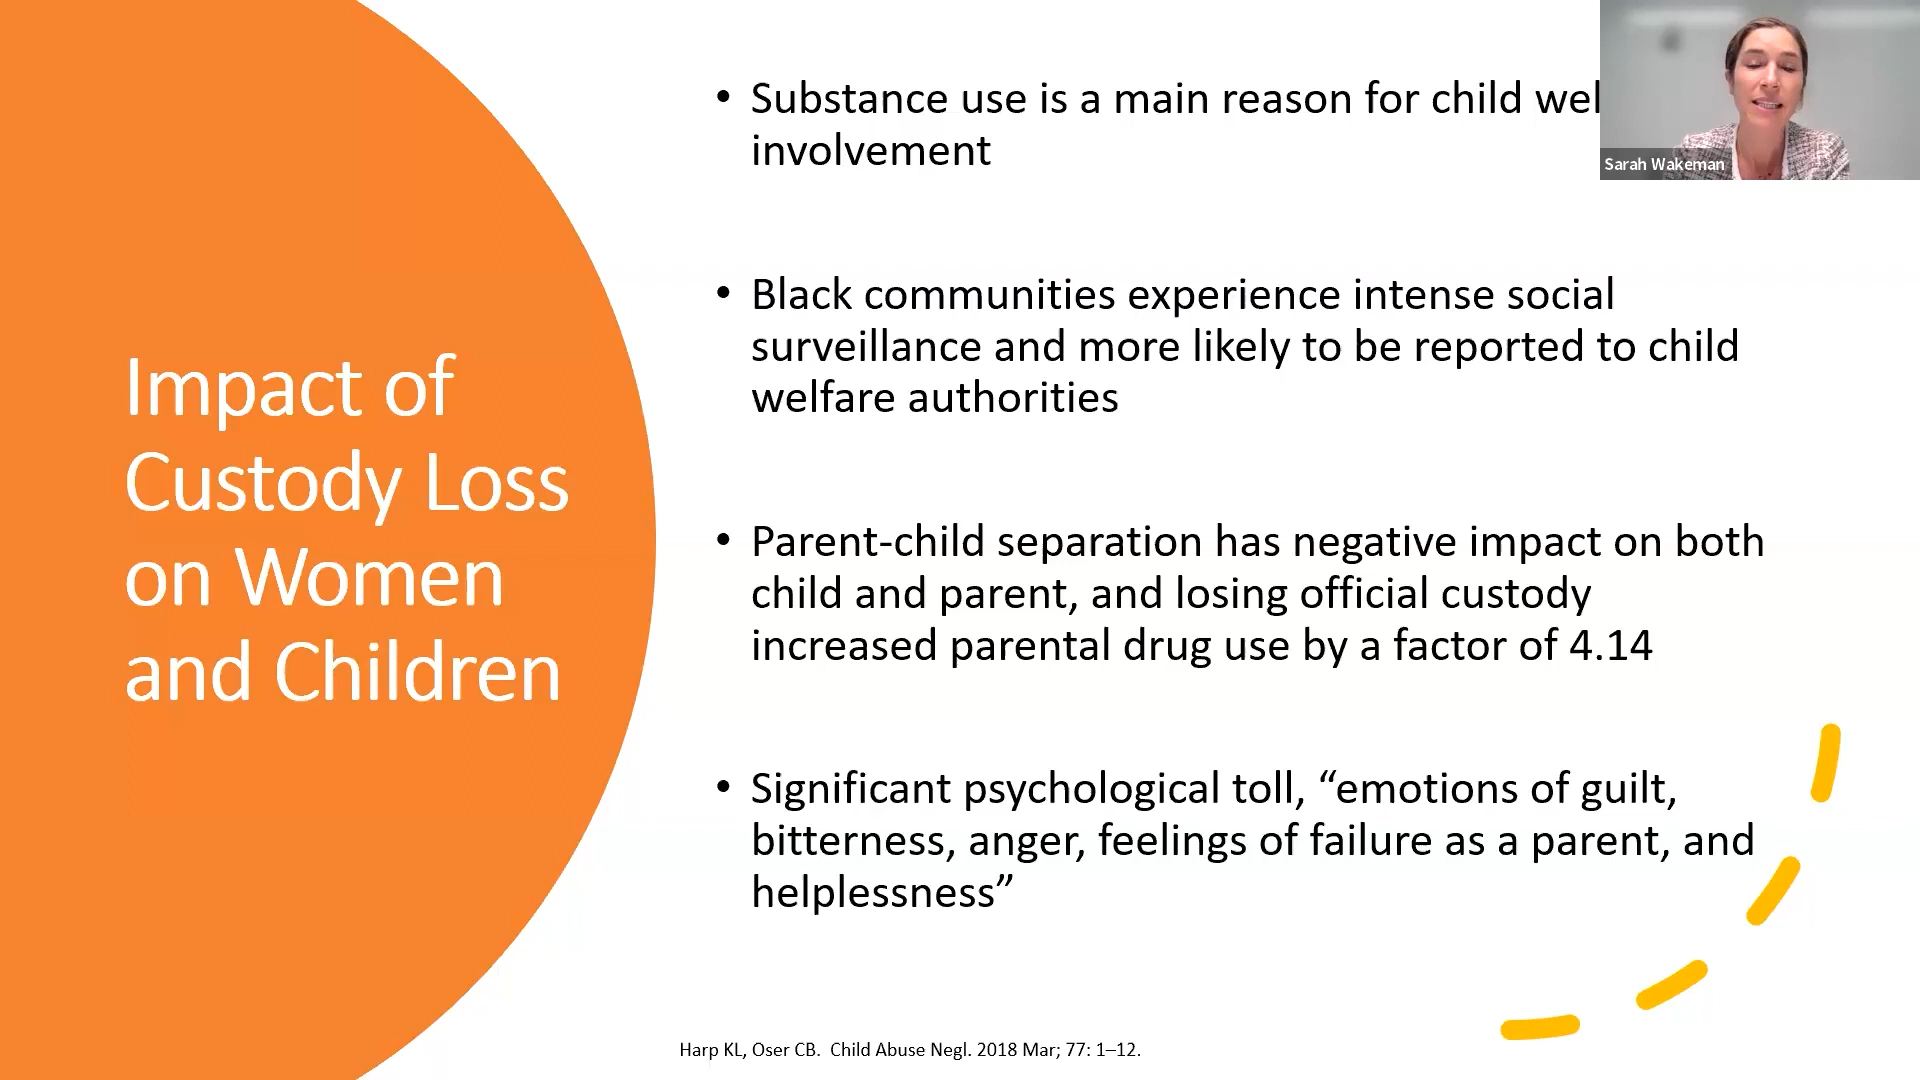 Impact of
Custody Loss
on Women
and Children
• Substance use is a main reason for child
involvement
• Black communities experience intense social
surveillance and more likely to be reported to child
welfare authorities
• Parent-child separation has negative impact on both
child and parent, and losing official custody
increased parental drug use by a factor of 4.14
• Significant psychological toll, “emotions of guilt,
bitterness, anger, feelings of failure as a parent, and
helplessness”
Harp KL, Oser CB. Child Abuse Negl. 2018 Mar; 77: 1–12.
Sarah Wakeman